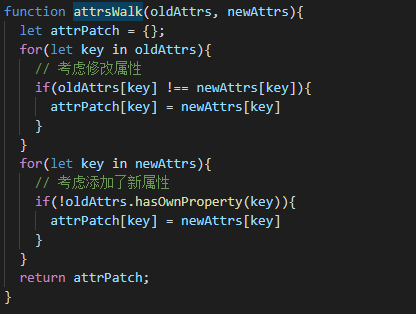 function attrsWalk(oldAttrs, newAttrs){
  let attrPatch = {};
  for(let key in oldAttrs){
    // 考虑修改属性
    if(oldAttrs[key] !== newAttrs[key]){
      attrPatch[key] = newAttrs[key]
    }
  }
  for(let key in newAttrs){
    // 考虑添加了新属性
    if(!oldAttrs.hasOwnProperty(key)){
      attrPatch[key] = newAttrs[key]
    }
  }
  return attrPatch;
}